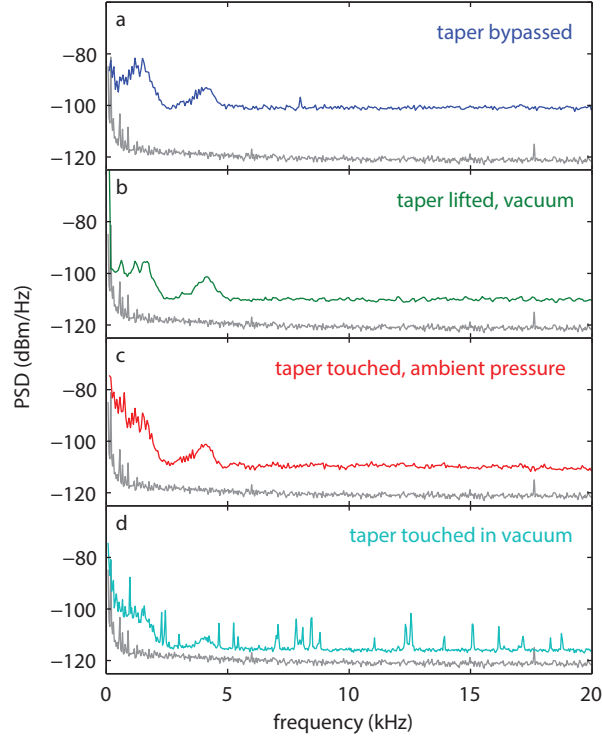 a
taper bypassed
−80
−100
−120
b
taper lifted, vacuum
−80
−100
−120
PSD (dBm/Hz)
c
taper touched, ambient pressure
−80
−100
−120
d
taper touched in vacuum
−80
−100
−120
0 5 10 15 20
frequency (kHz)